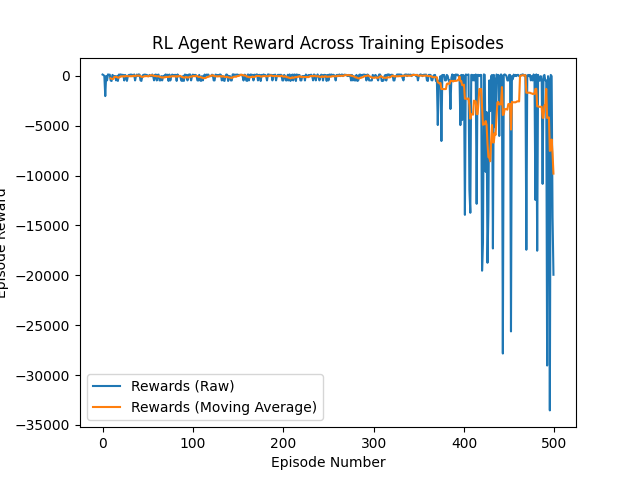 RL Agent Reward Across Training Episodes
0
−5000
−10000
−15000
−20000
−25000
−30000
−35000
Episode Reward
Rewards (Raw)
Rewards (Moving Average)
0
100
200
300
400
500
Episode Number